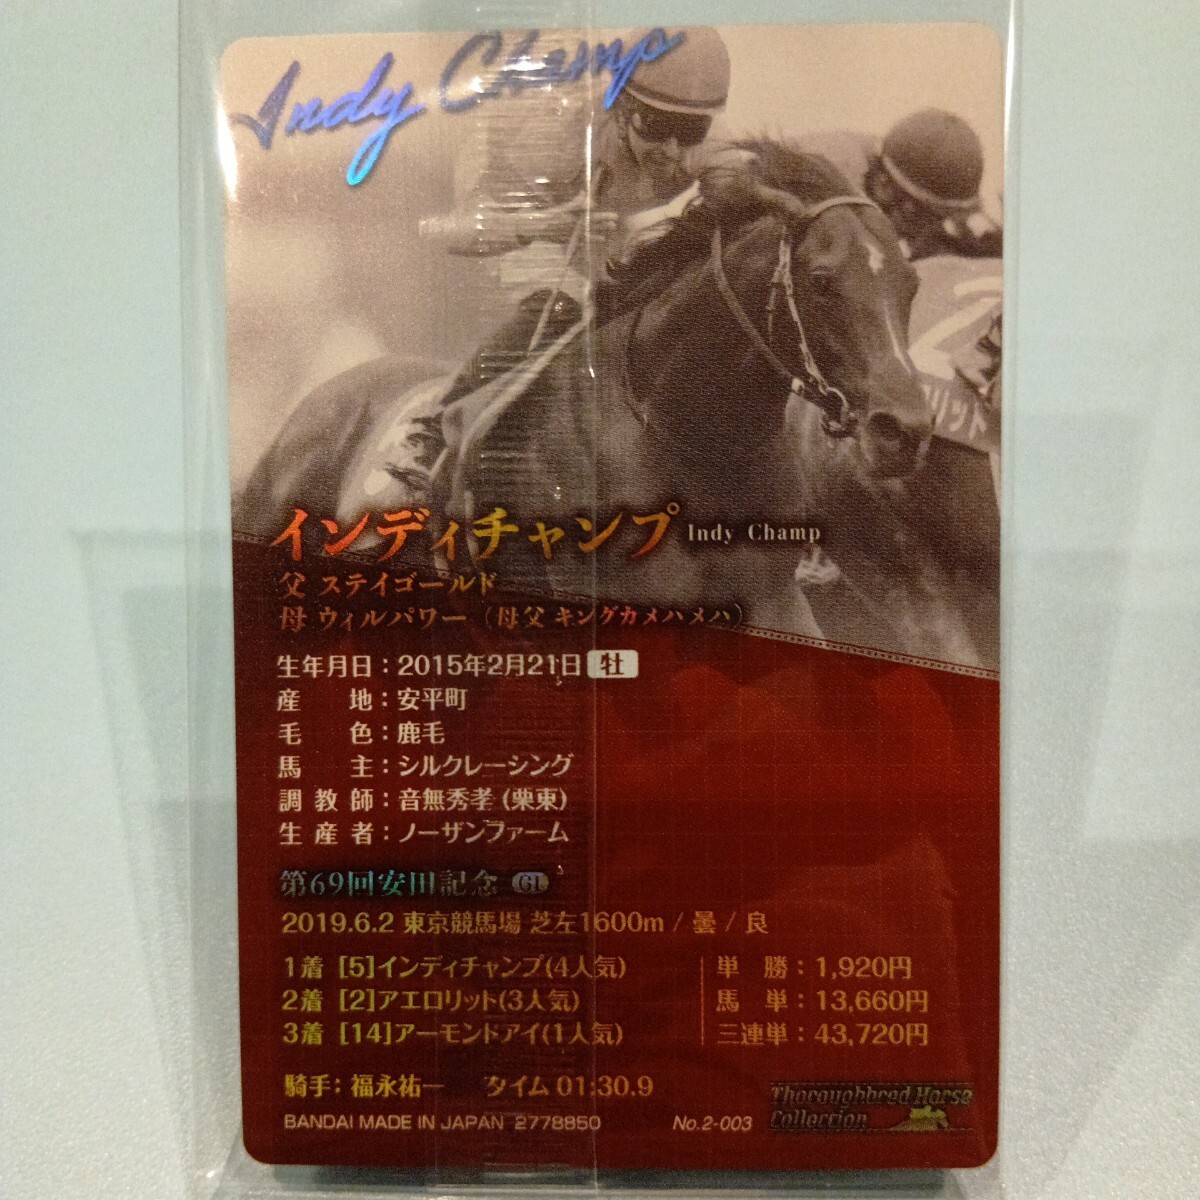 Indy Champ
リット
インディチャンプ Indy Champ
父 ステイゴールド
母 ウィルパワー（母父 キングカメハメハ）
生年月日：2015年2月21日 牡
産　　地：安平町
毛　　色：鹿毛
馬　　主：シルクレーシング
調 教 師：音無秀孝 (栗東)
生 産 者：ノーザンファーム
第69回安田記念 GI
2019.6.2 東京競馬場 芝左1600m / 曇 / 良
1着 [5]インディチャンプ(4人気) 単　勝：1,920円
2着 [2]アエロリット(3人気) 馬　単：13,660円
3着 [14]アーモンドアイ(1人気) 三連単：43,720円
騎手：福永祐一 タイム 01:30.9
BANDAI MADE IN JAPAN 2778850 No.2-003
Thoroughbred Horse
Collection